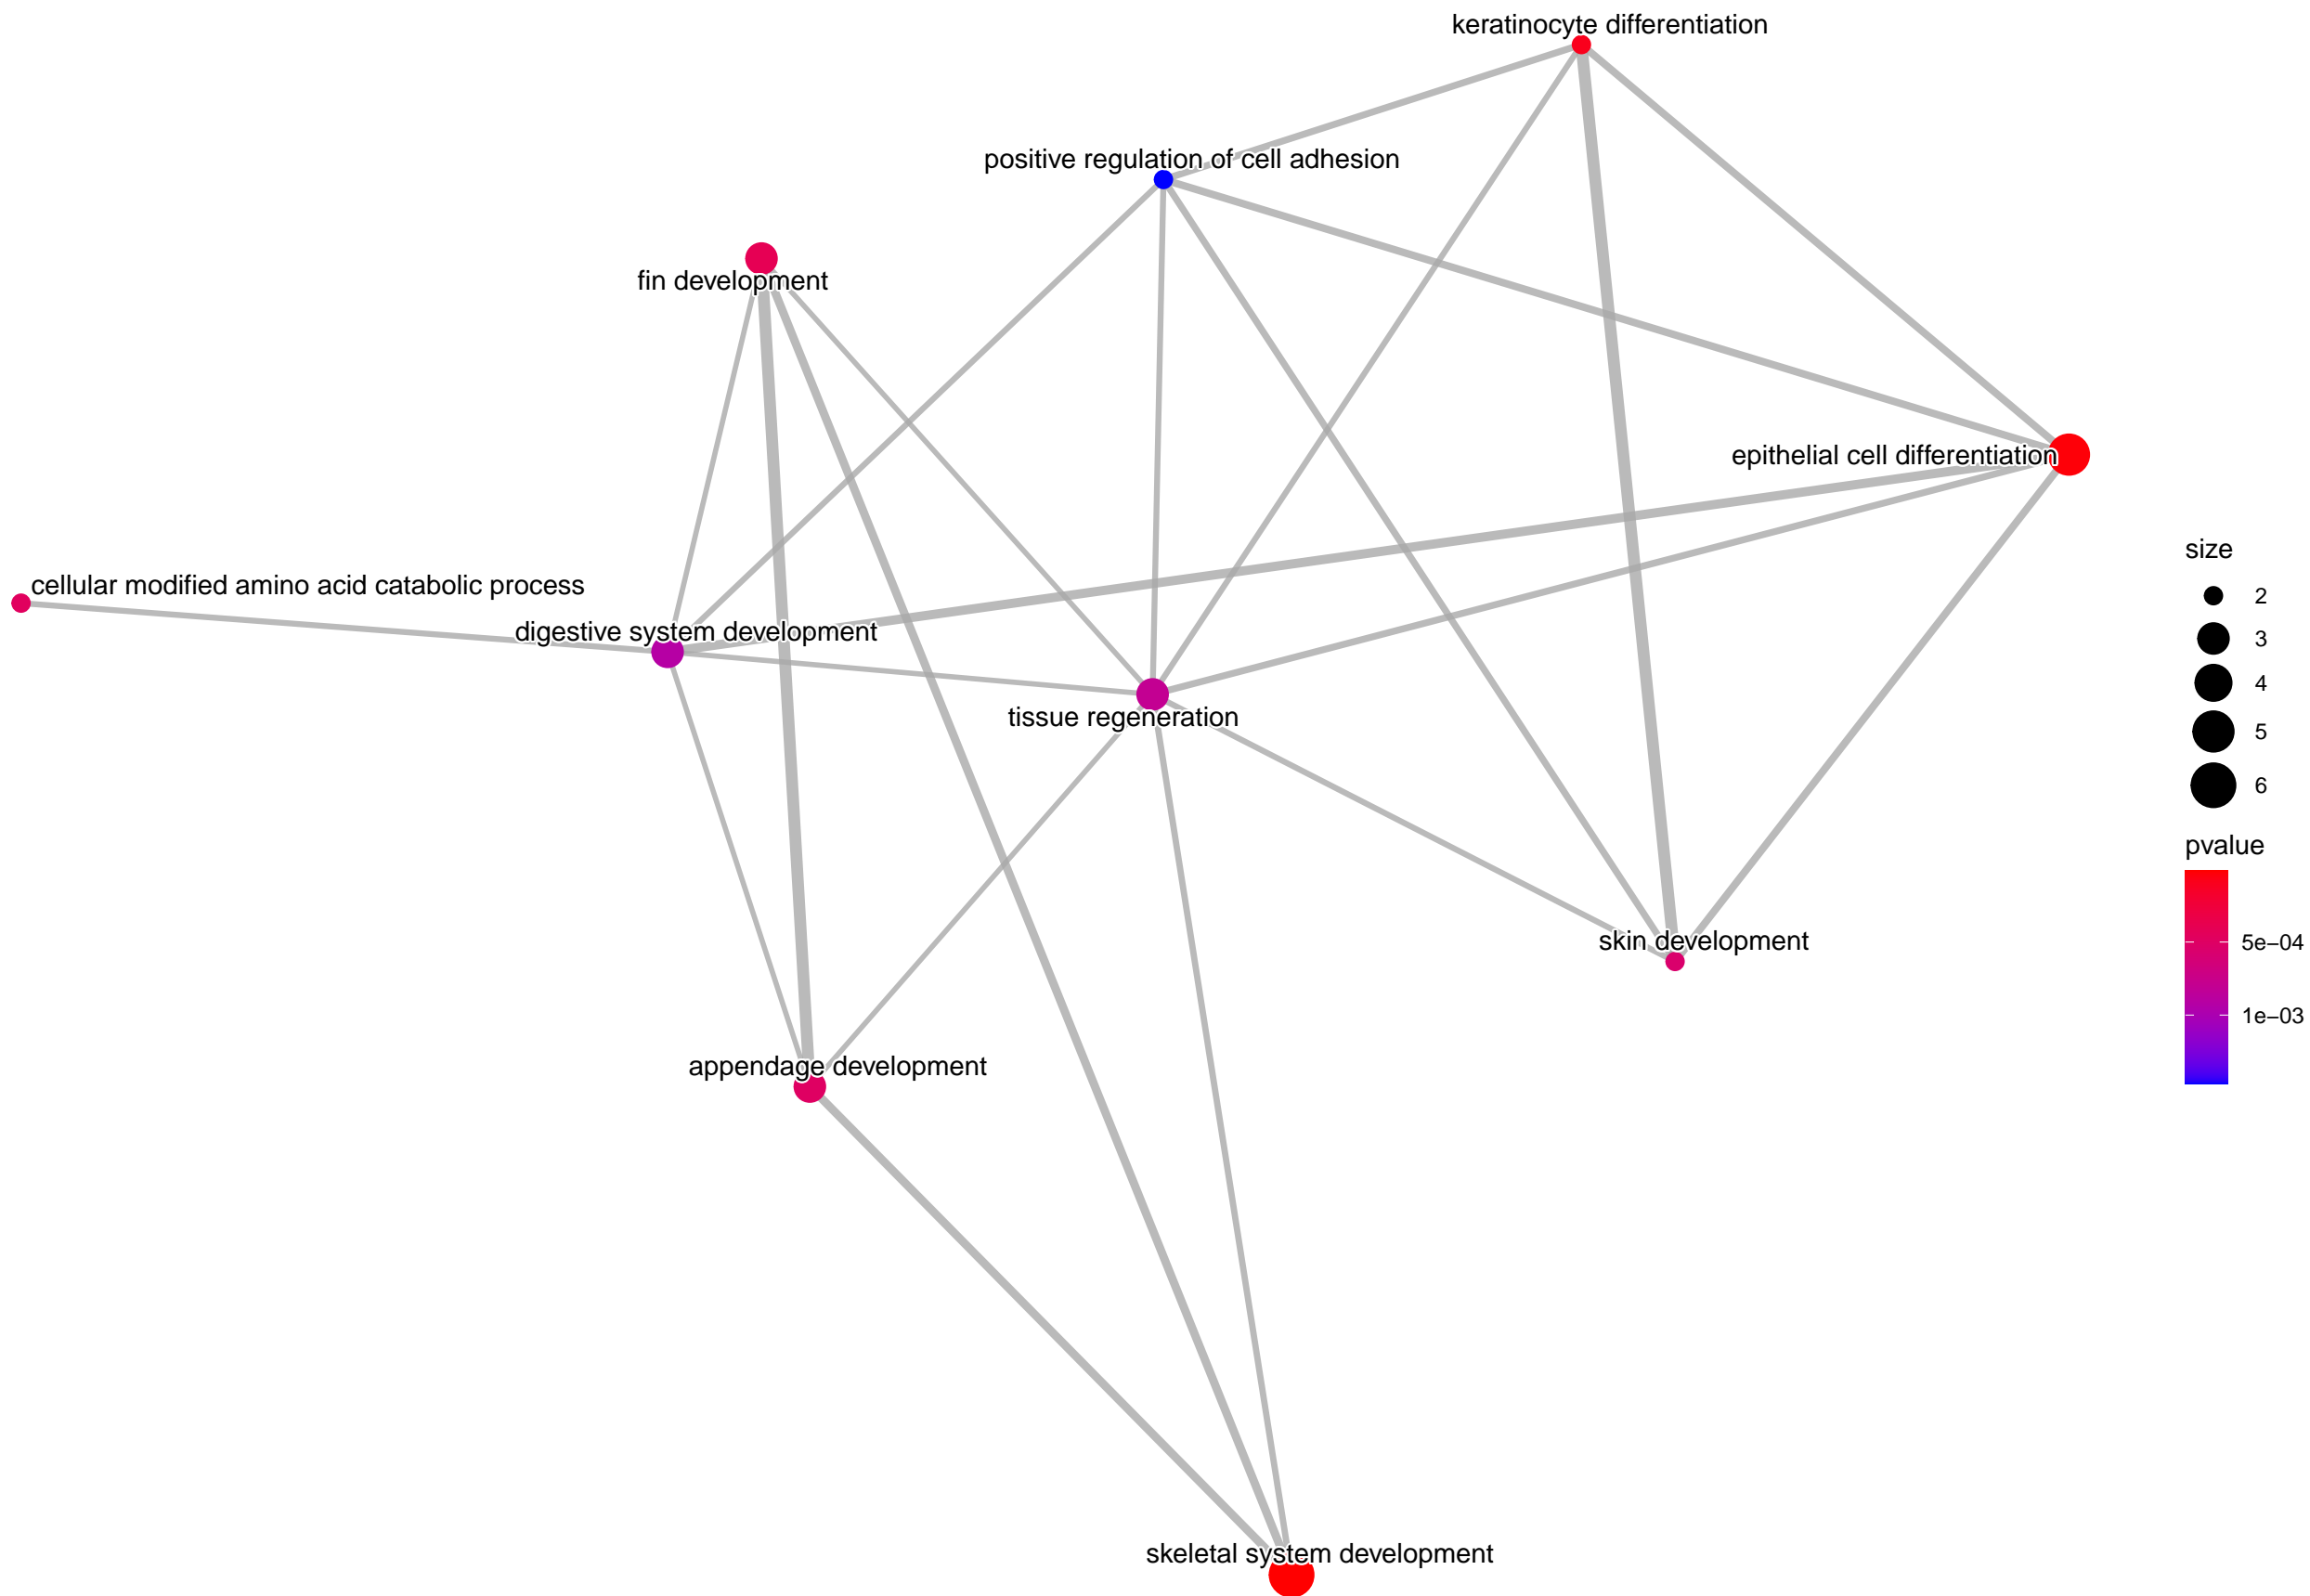 keratinocyte differentiation
positive regulation of cell adhesion
fin development
epithelial cell differentiation
cellular modified amino acid catabolic process
digestive system development
tissue regeneration
skin development
appendage development
skeletal system development
size
2
3
4
5
6
pvalue
5e−04
1e−03